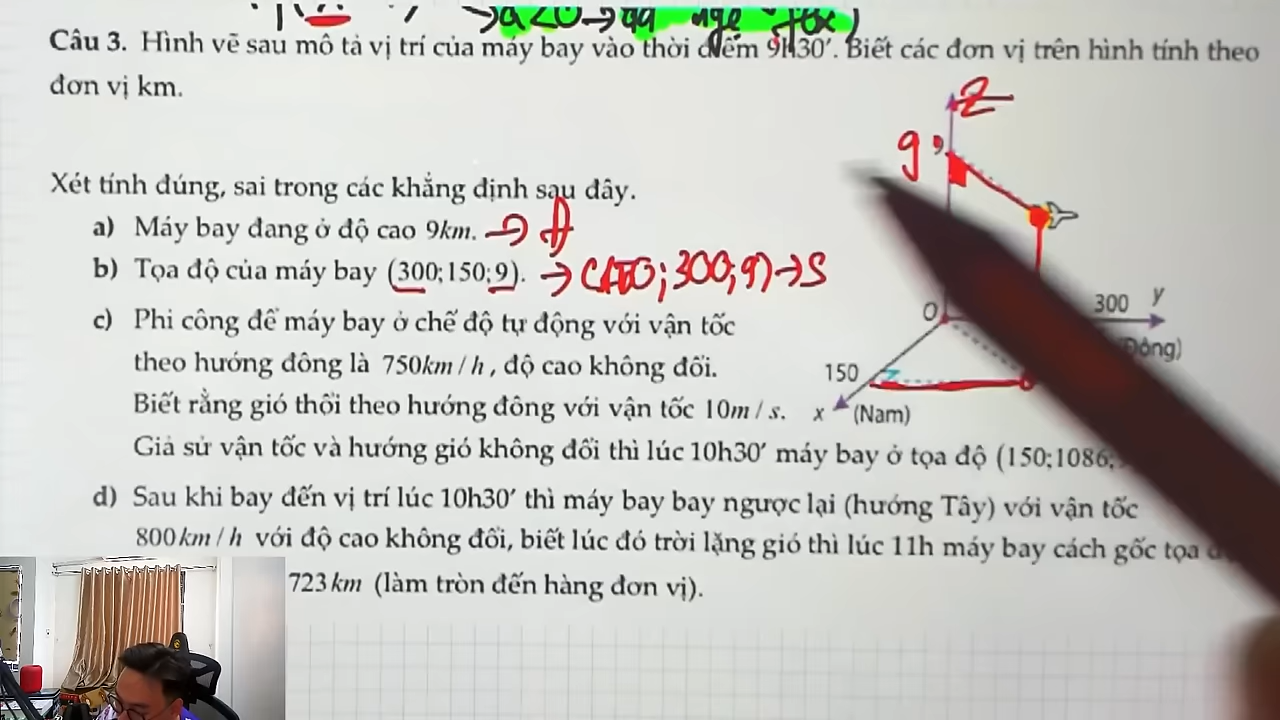 →a<0→
Câu 3. Hình vẽ sau mô tả vị trí của máy bay vào thời điểm 9h30′. Biết các đơn vị trên hình tính theo
đơn vị km.
z
9 9
Xét tính đúng, sai trong các khẳng định sau đây.
a) Máy bay đang ở độ cao 9km. → Đ
b) Tọa độ của máy bay (300;150;9). → (150;300;9)→S
O
300 y
(Đông)
c) Phi công để máy bay ở chế độ tự động với vận tốc
theo hướng đông là 750km/h, độ cao không đổi.
150
Biết rằng gió thổi theo hướng đông với vận tốc 10m/s.
x (Nam)
Giả sử vận tốc và hướng gió không đổi thì lúc 10h30′ máy bay ở tọa độ (150;1086;
d) Sau khi bay đến vị trí lúc 10h30′ thì máy bay bay ngược lại (hướng Tây) với vận tốc
800km/h với độ cao không đổi, biết lúc đó trời lặng gió thì lúc 11h máy bay cách gốc tọa
723km (làm tròn đến hàng đơn vị).